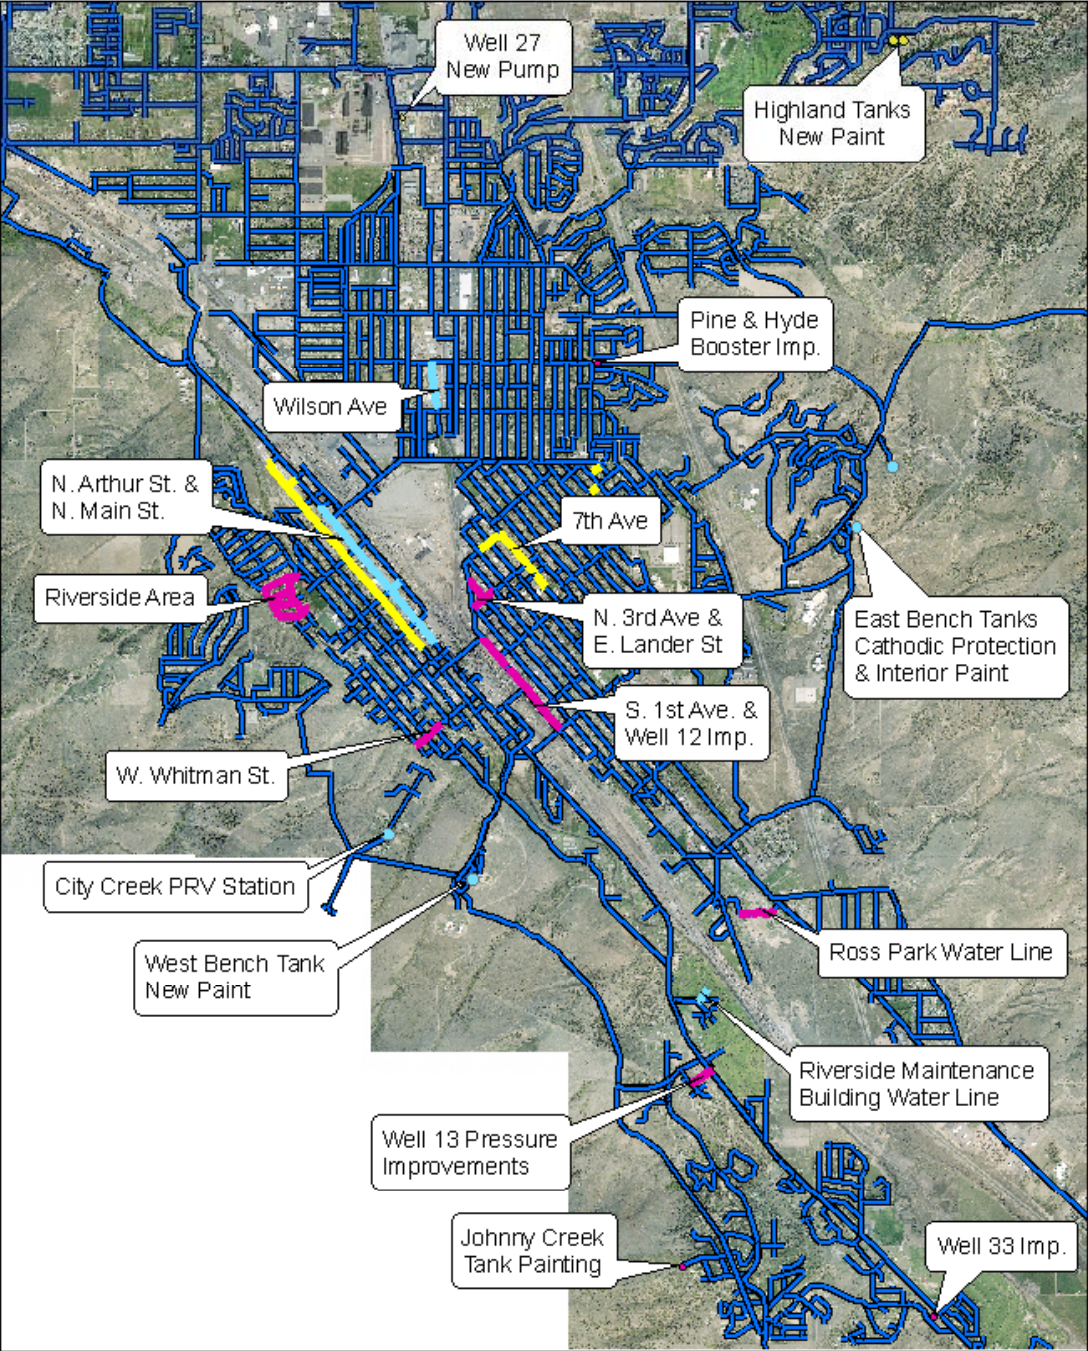 Well 27
New Pump
Highland Tanks
New Paint
Pine & Hyde
Booster Imp.
Wilson Ave
N. Arthur St. &
N. Main St.
7th Ave
Riverside Area
N. 3rd Ave &
E. Lander St
East Bench Tanks
Cathodic Protection
& Interior Paint
S. 1st Ave. &
Well 12 Imp.
W. Whitman St.
City Creek PRV Station
West Bench Tank
New Paint
Ross Park Water Line
Riverside Maintenance
Building Water Line
Well 13 Pressure
Improvements
Johnny Creek
Tank Painting
Well 33 Imp.